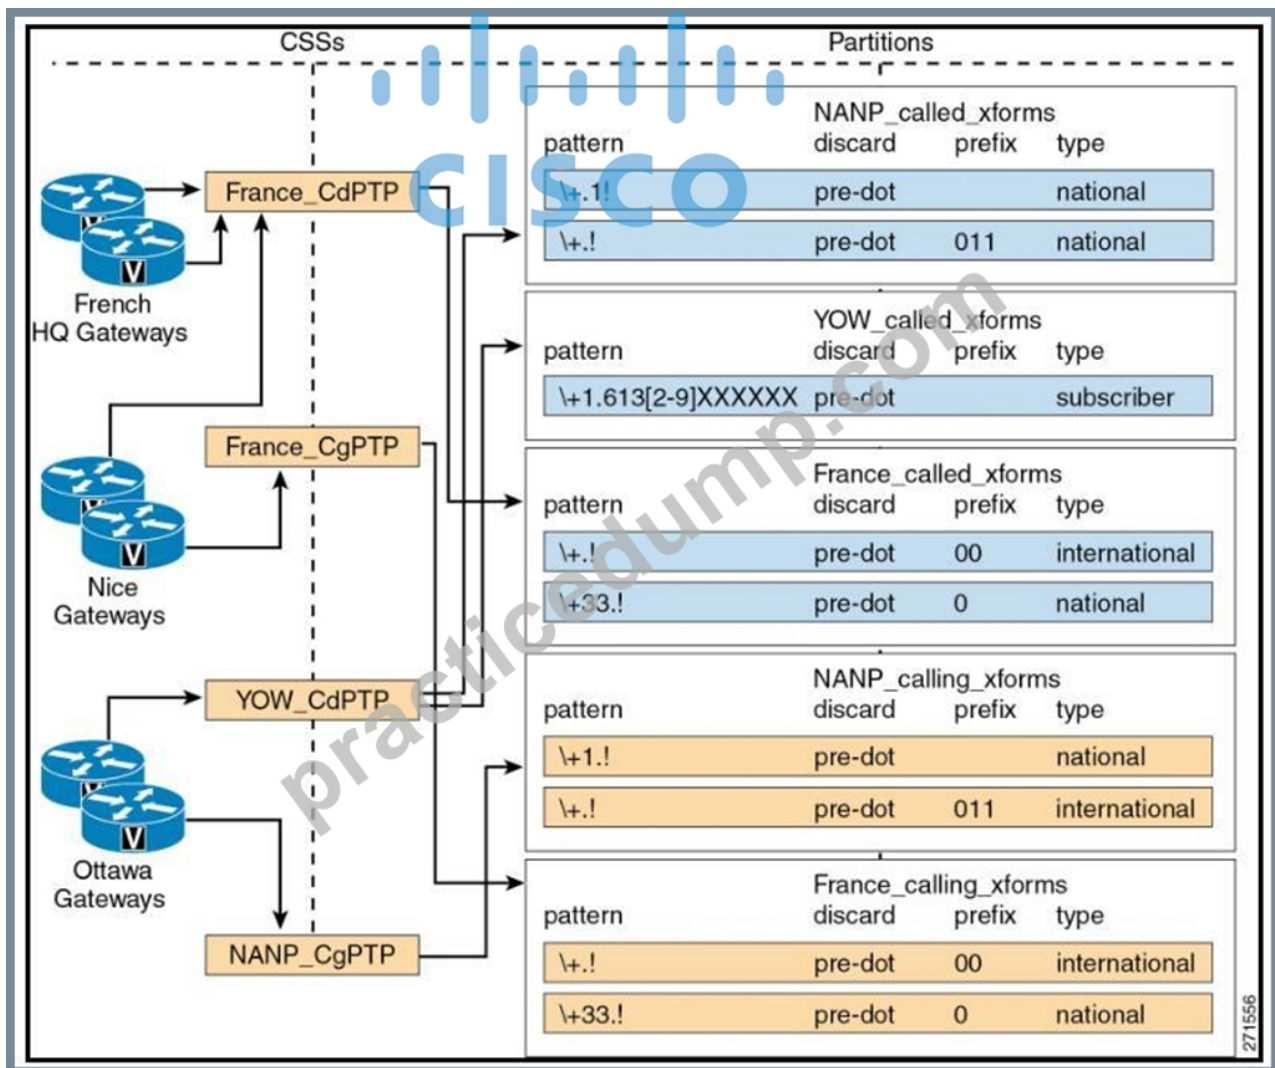 CSSs Partitions
CISCO
NANP_called_xforms
pattern discard prefix type
\+.1! pre-dot national
\+.! pre-dot 011 national
France_CdPTP
V
V
French
HQ Gateways
YOW_called_xforms
pattern discard prefix type
\+1.613[2-9]XXXXXX pre-dot subscriber
France_CgPTP
V
V
Nice
Gateways
France_called_xforms
pattern discard prefix type
\+.! pre-dot 00 international
\+33.! pre-dot 0 national
YOW_CdPTP
V
V
Ottawa
Gateways
NANP_calling_xforms
pattern discard prefix type
\+1.! pre-dot national
\+.! pre-dot 011 international
NANP_CgPTP
France_calling_xforms
pattern discard prefix type
\+.! pre-dot 00 international
\+33.! pre-dot 0 national
271556
practicedump.com